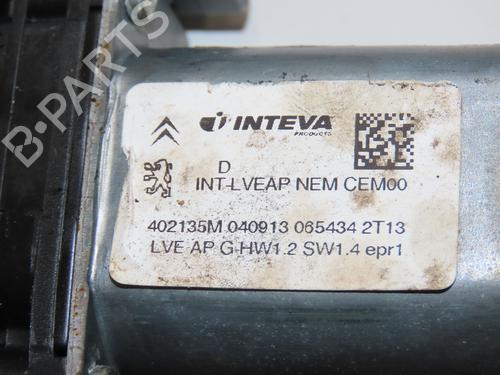 INTEVA
PRODUCTS
D
INT-LVEAP NEM CEM00
402135M 040913 065434 2T13
LVE AP G HW1.2 SW1.4 epr1
B-PARTS